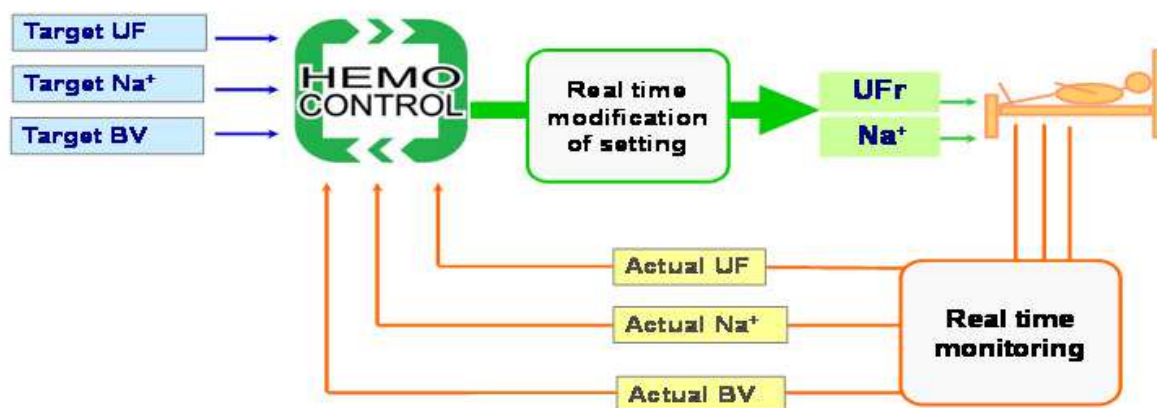 Target UF
Target Na⁺
Target BV
HEMO
CONTROL
Real time
modification
of setting
UFr
Na⁺
Actual UF
Actual Na⁺
Actual BV
Real time
monitoring